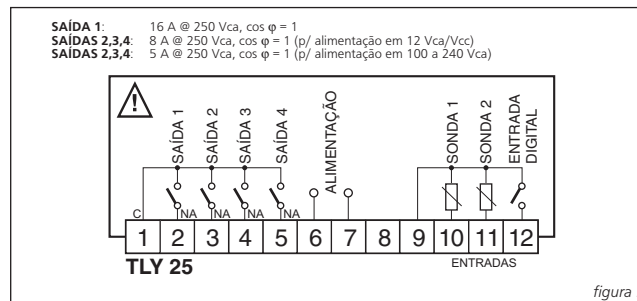 SAÍDA 1: 16 A @ 250 Vca, cos φ = 1
SAÍDAS 2,3,4: 8 A @ 250 Vca, cos φ = 1 (p/ alimentação em 12 Vca/Vcc)
SAÍDAS 2,3,4: 5 A @ 250 Vca, cos φ = 1 (p/ alimentação em 100 a 240 Vca)
SAÍDA 1
SAÍDA 2
SAÍDA 3
SAÍDA 4
ALIMENTAÇÃO
SONDA 1
SONDA 2
ENTRADA
DIGITAL
C NA NA NA NA
1 2 3 4 5 6 7 8 9 10 11 12
TLY 25 ENTRADAS
figura